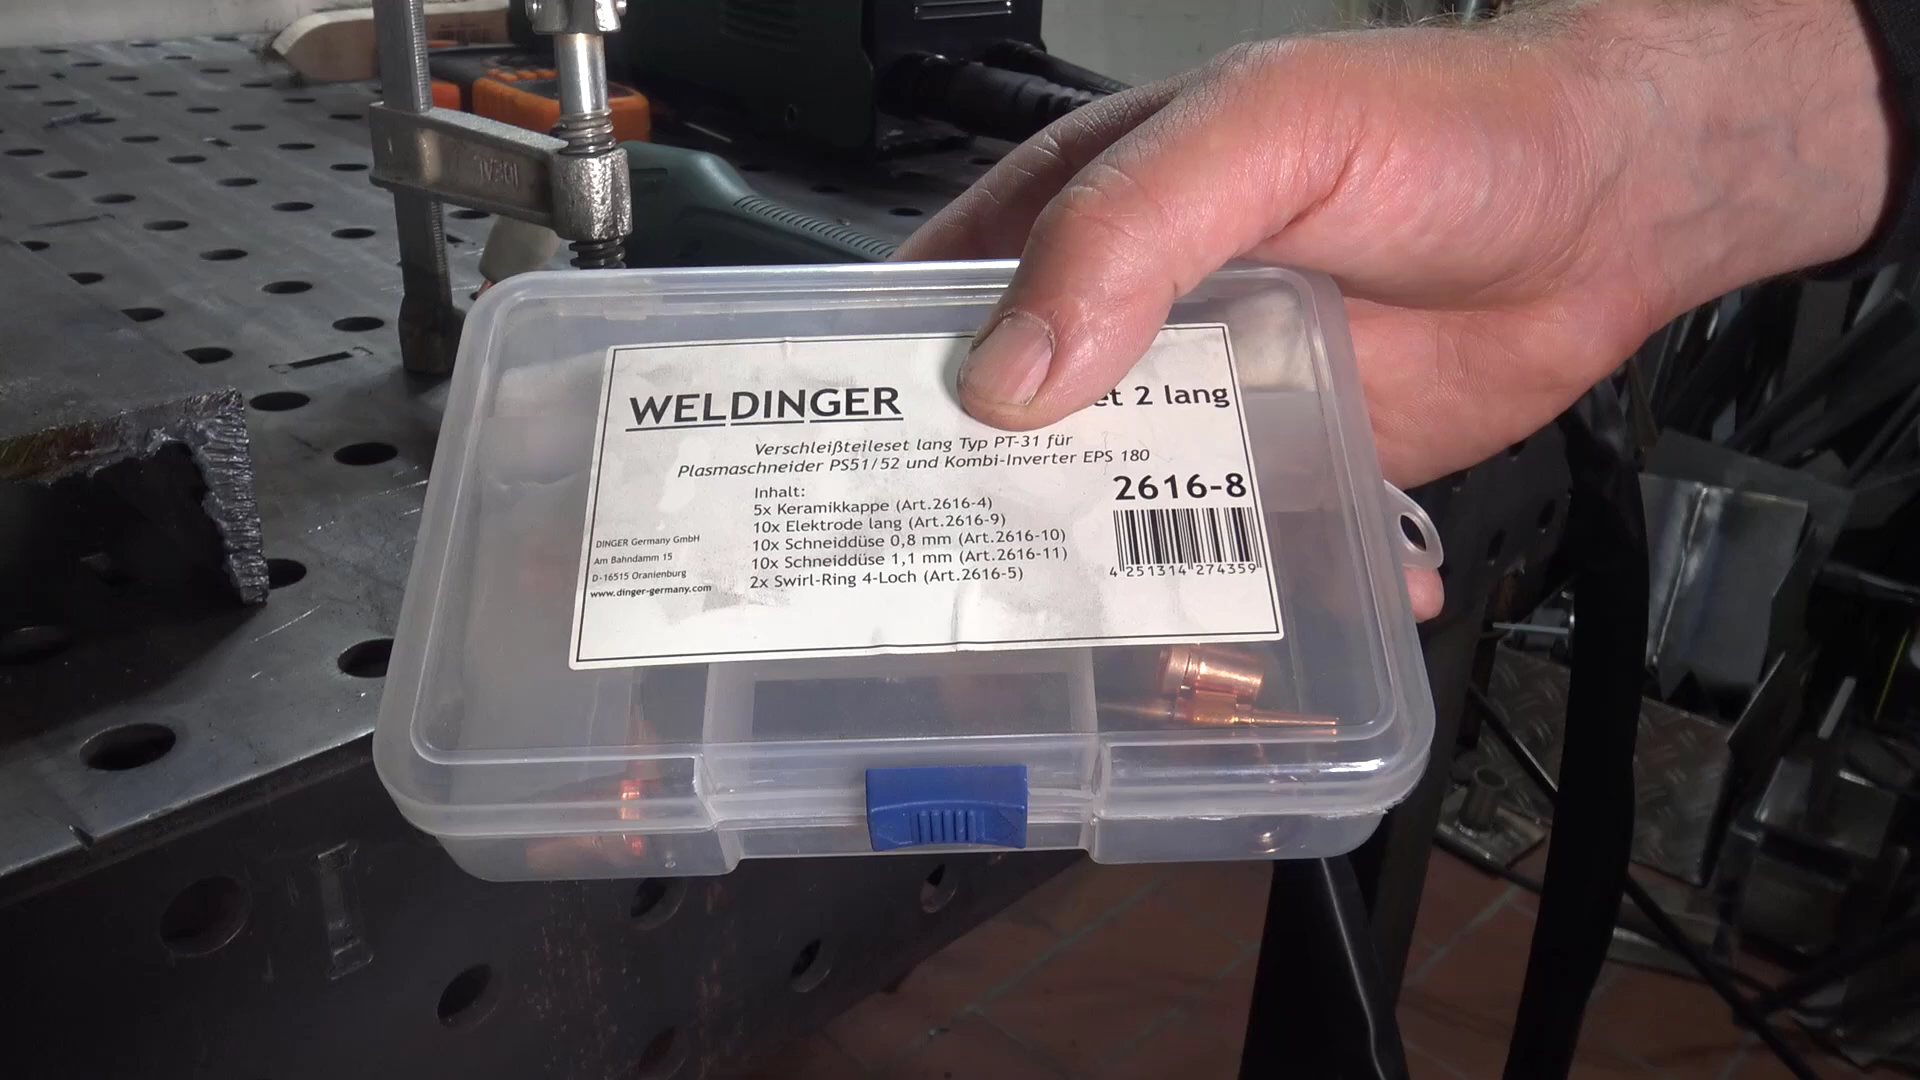 WELDINGER
2 lang
Verschleißteileset lang Typ PT-31 für
Plasmaschneider PS51/52 und Kombi-Inverter EPS 180
2616-8
Inhalt:
5x Keramikkappe (Art.2616-4)
10x Elektrode lang (Art.2616-9)
10x Schneiddüse 0,8 mm (Art.2616-10)
10x Schneiddüse 1,1 mm (Art.2616-11)
2x Swirl-Ring 4-Loch (Art.2616-5)
DINGER Germany GmbH
Am Bahndamm 15
D-16515 Oranienburg
www.dinger-germany.com
4 251314 274359